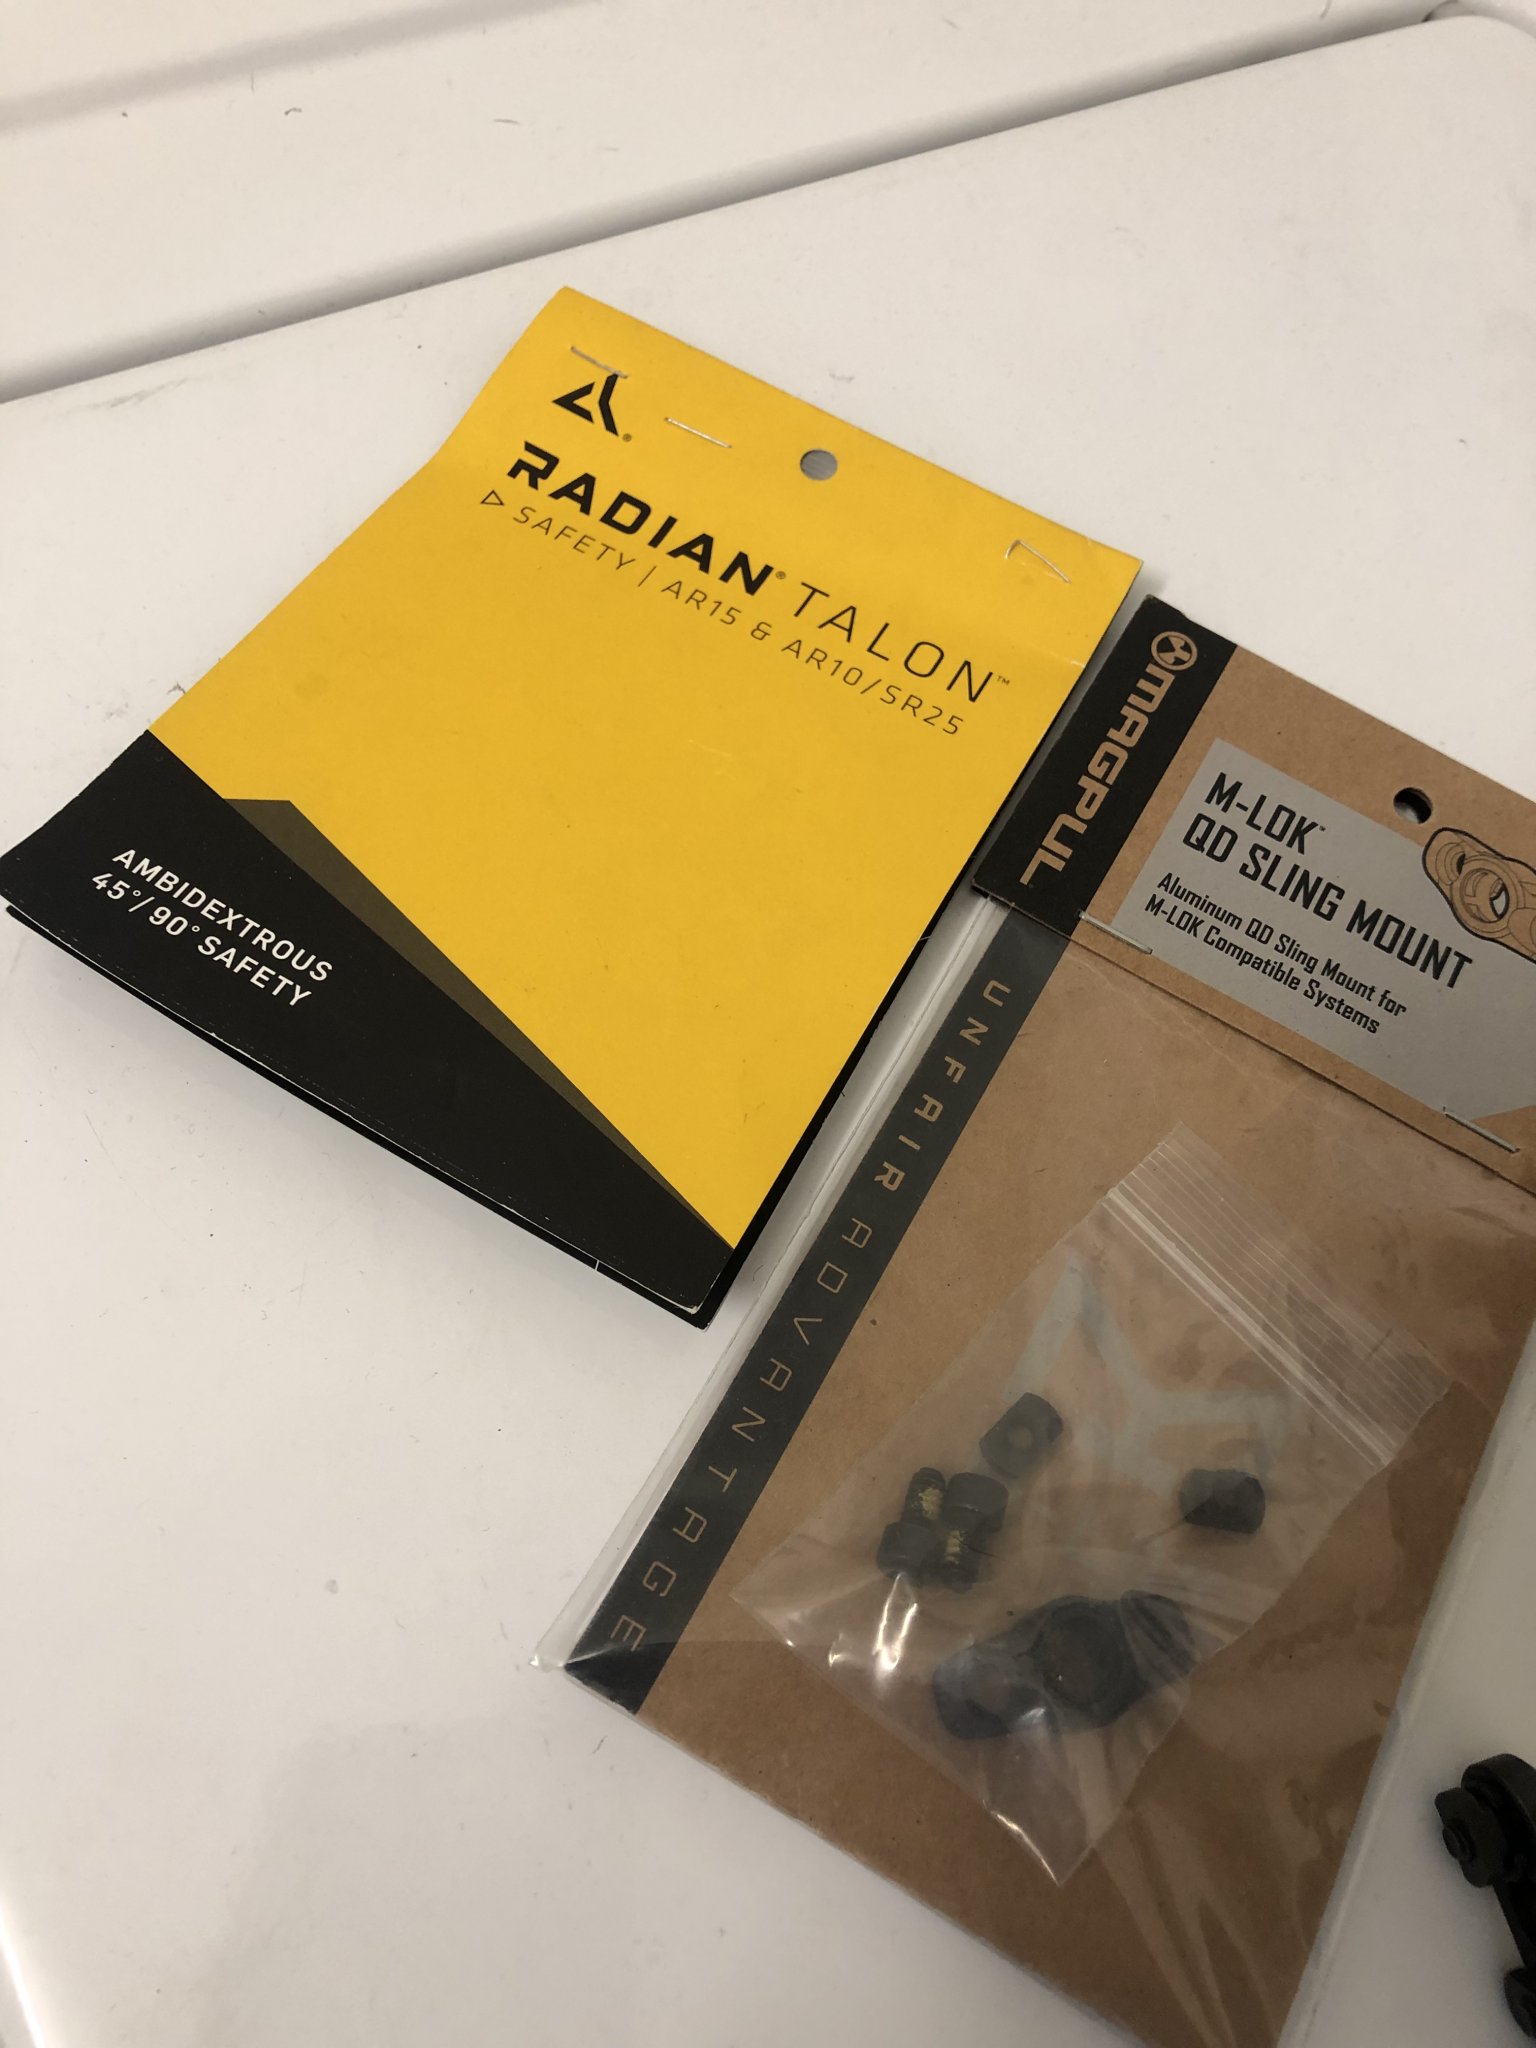 RADIAN® TALON™
▷ SAFETY | AR15 & AR10/SR25
AMBIDEXTROUS
45°/90° SAFETY
MAGPUL
M-LOK™
QD SLING MOUNT
Aluminum QD Sling Mount for
M-LOK Compatible Systems
UNFAIR ADVANTAGE